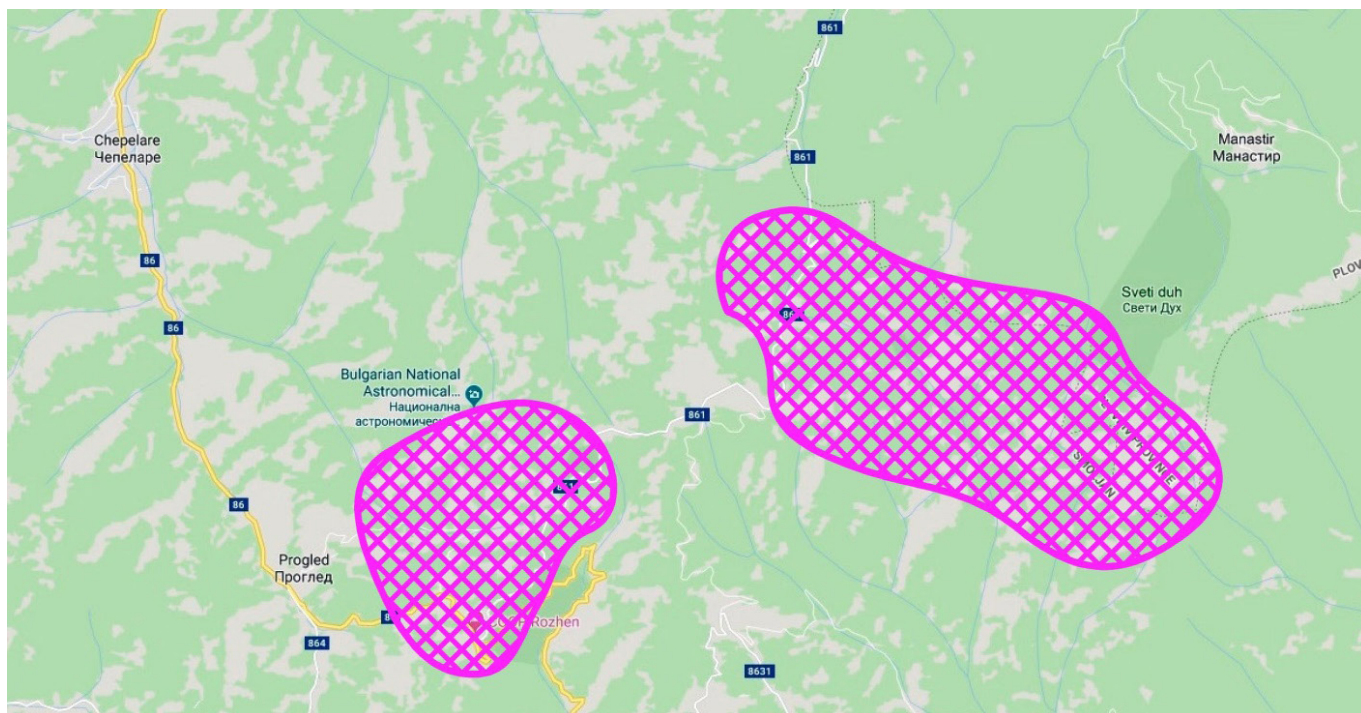 861
Chepelare
Чепеларе
861
Manastir
Манастир
86
PLOV
Sveti duh
Свети Дух
86
Bulgarian National
Astronomical...
Национална
861
86
Progled
Проглед
Rozhen
864
8631